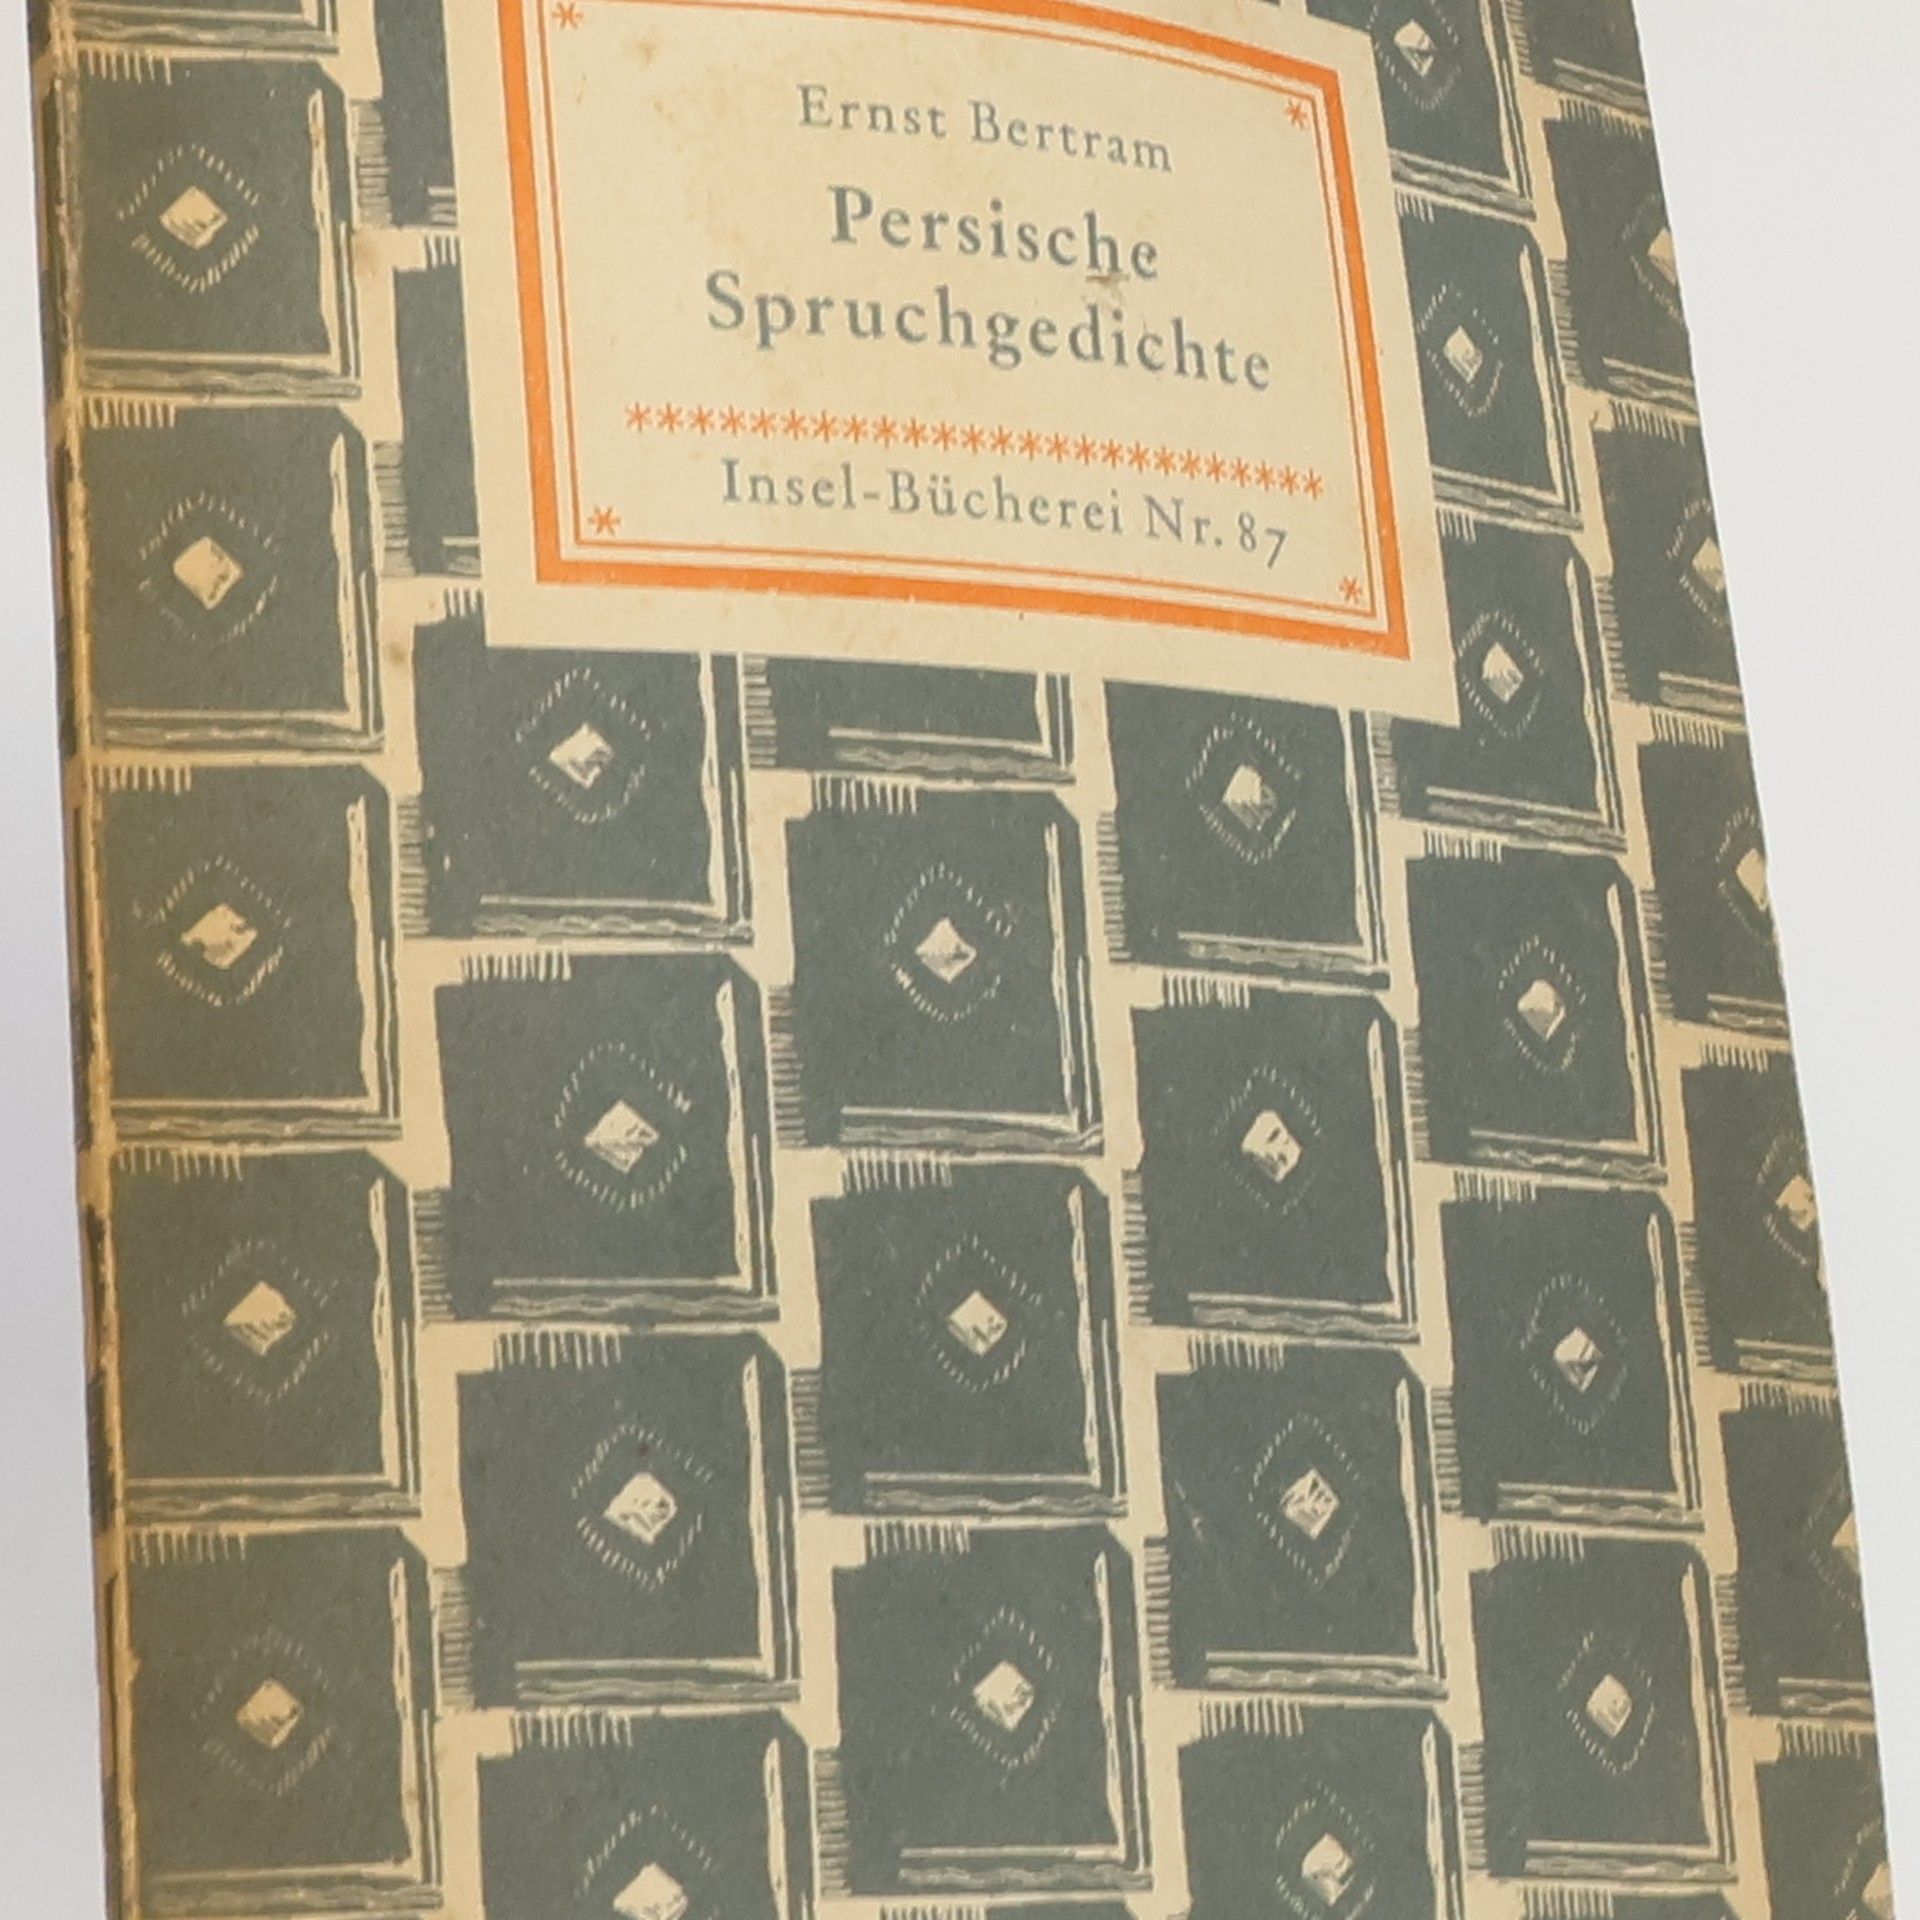 Ernst Bertram
Persische
Spruchgedichte
Insel-Bücherei Nr. 87